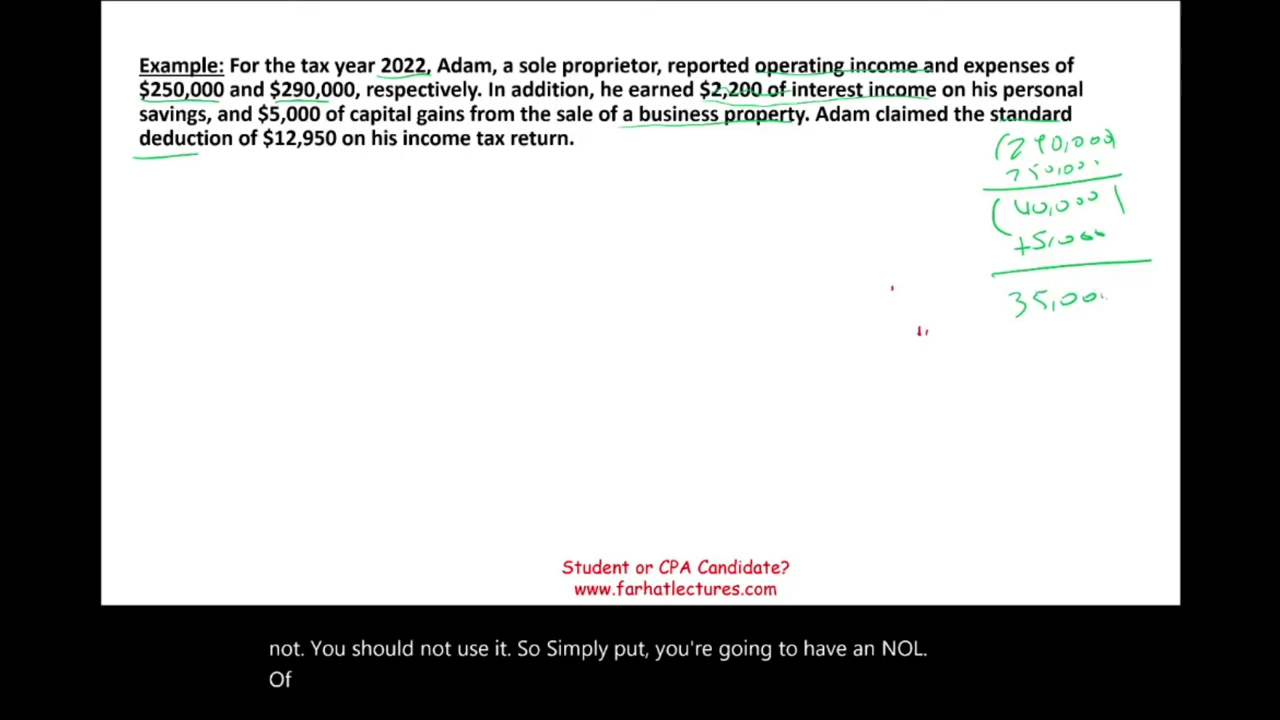 Example: For the tax year 2022, Adam, a sole proprietor, reported operating income and expenses of
$250,000 and $290,000, respectively. In addition, he earned $2,200 of interest income on his personal
savings, and $5,000 of capital gains from the sale of a business property. Adam claimed the standard
deduction of $12,950 on his income tax return.
(290,000)
250,000
(40,000)
+5,000
35,000
Student or CPA Candidate?
www.farhatlectures.com
not. You should not use it. So Simply put, you're going to have an NOL.
Of